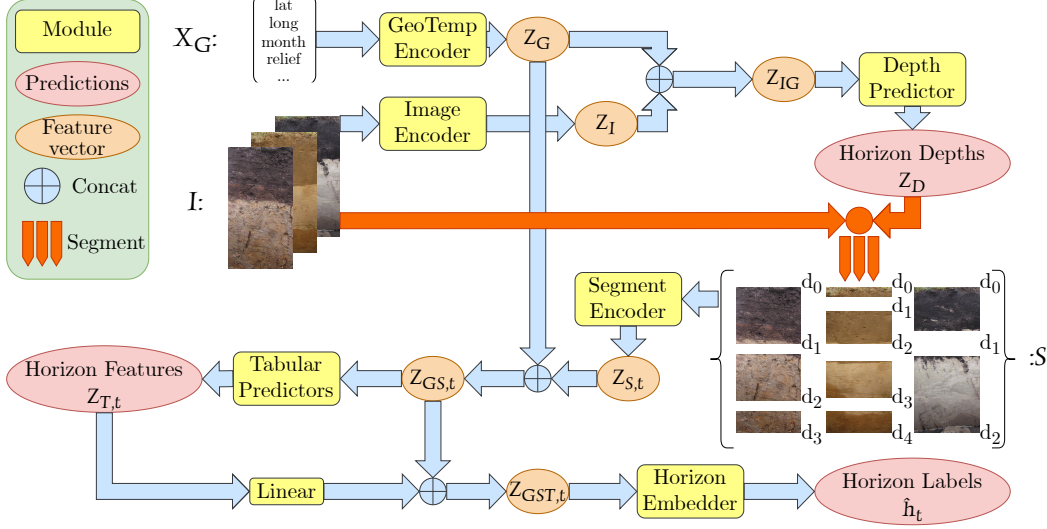 Module
Predictions
Feature
vector
Concat
Segment
X_G:
lat
long
month
relief
...
GeoTemp
Encoder
Z_G
Image
Encoder
Z_I
Z_IG
Depth
Predictor
Horizon Depths
Z_D
I:
Segment
Encoder
d_0
d_1
d_2
d_3
d_0
d_1
d_2
d_3
d_4
d_0
d_1
d_2
:S
Horizon Features
Z_T,t
Tabular
Predictors
Z_GS,t
Z_S,t
Linear
Z_GST,t
Horizon
Embedder
Horizon Labels
ĥ_t